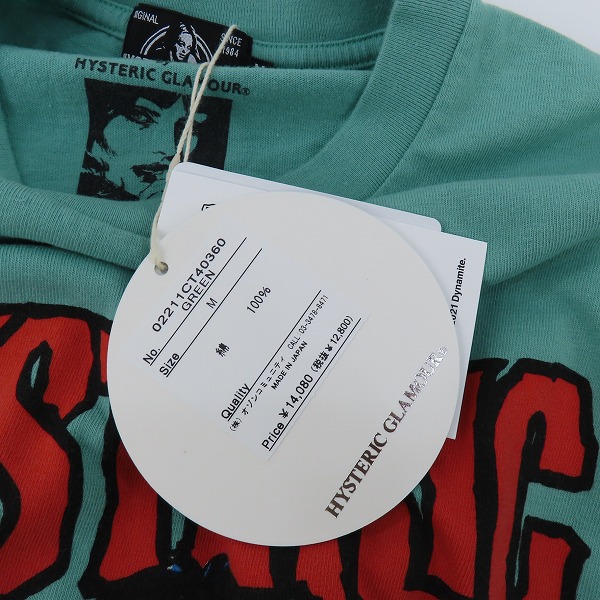 ORIGINAL
SINCE
1984
HYSTERIC GLAMOUR®
No. 02211CT40360
GREEN
Size M
綿 100%
Quality
(株) オゾンコミュニティ CALL 03-3478-8471
MADE IN JAPAN
Price ¥14,080(税抜¥12,800)
HYSTERIC GLAMOUR
2021 Dynamite.